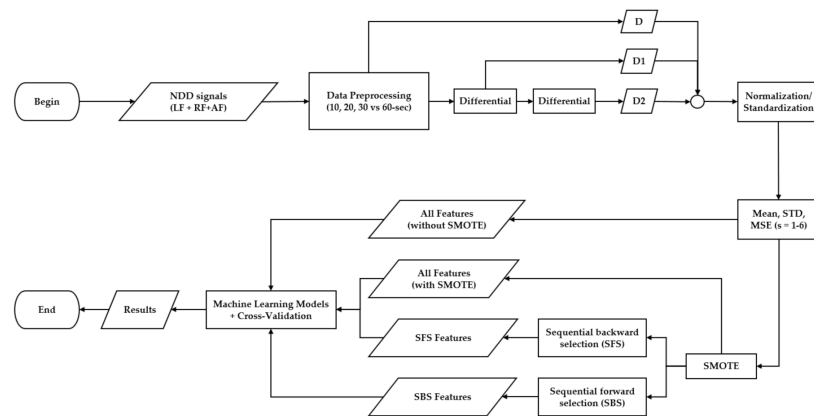 D
D1
Begin
NDD signals
(LF + RF+AF)
Data Preprocessing
(10, 20, 30 vs 60-sec)
Differential
Differential
D2
Normalization/
Standardization
All Features
(without SMOTE)
Mean, STD,
MSE (s = 1-6)
All Features
(with SMOTE)
End
Results
Machine Learning Models
+ Cross-Validation
SFS Features
Sequential backward
selection (SFS)
SMOTE
SBS Features
Sequential forward
selection (SBS)